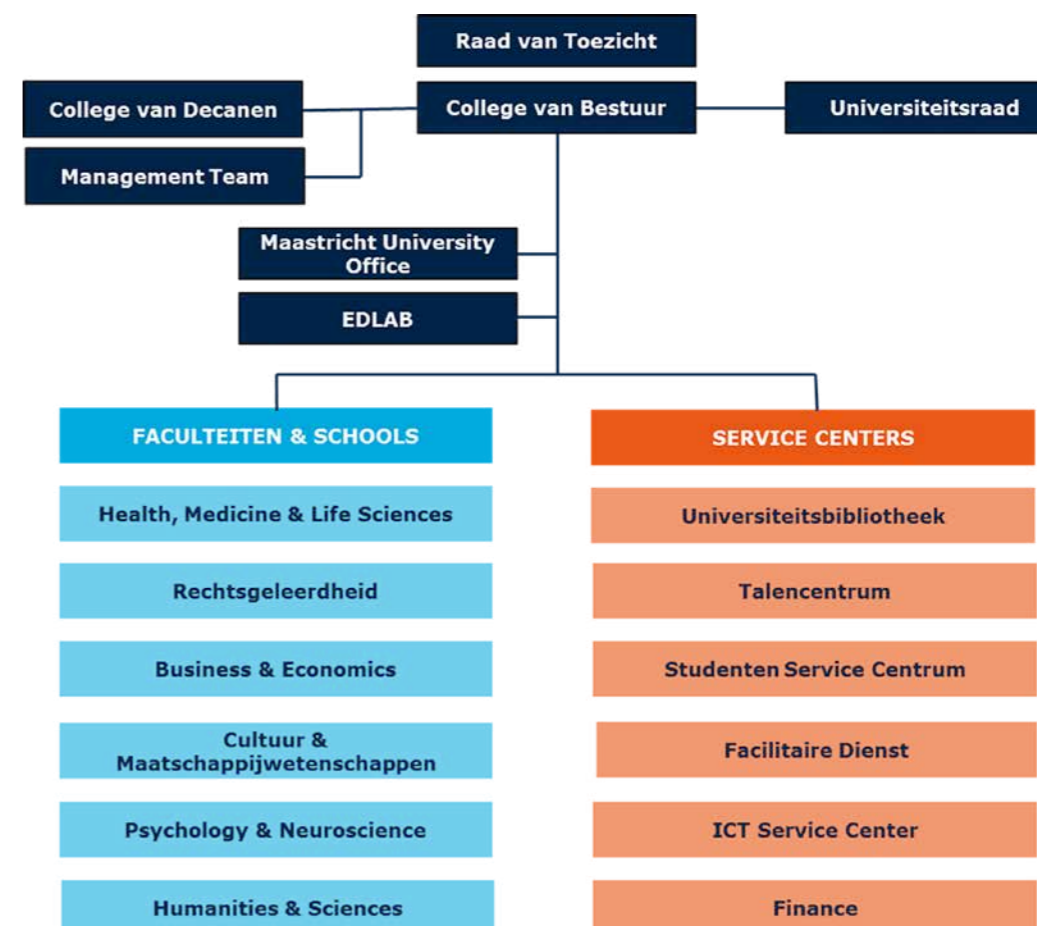 Raad van Toezicht
College van Decanen
College van Bestuur
Universiteitsraad
Management Team
Maastricht University
Office
EDLAB
FACULTEITEN & SCHOOLS
SERVICE CENTERS
Health, Medicine & Life Sciences
Universiteitsbibliotheek
Rechtsgeleerdheid
Talencentrum
Business & Economics
Studenten Service Centrum
Cultuur &
Maatschappijwetenschappen
Facilitaire Dienst
Psychology & Neuroscience
ICT Service Center
Humanities & Sciences
Finance